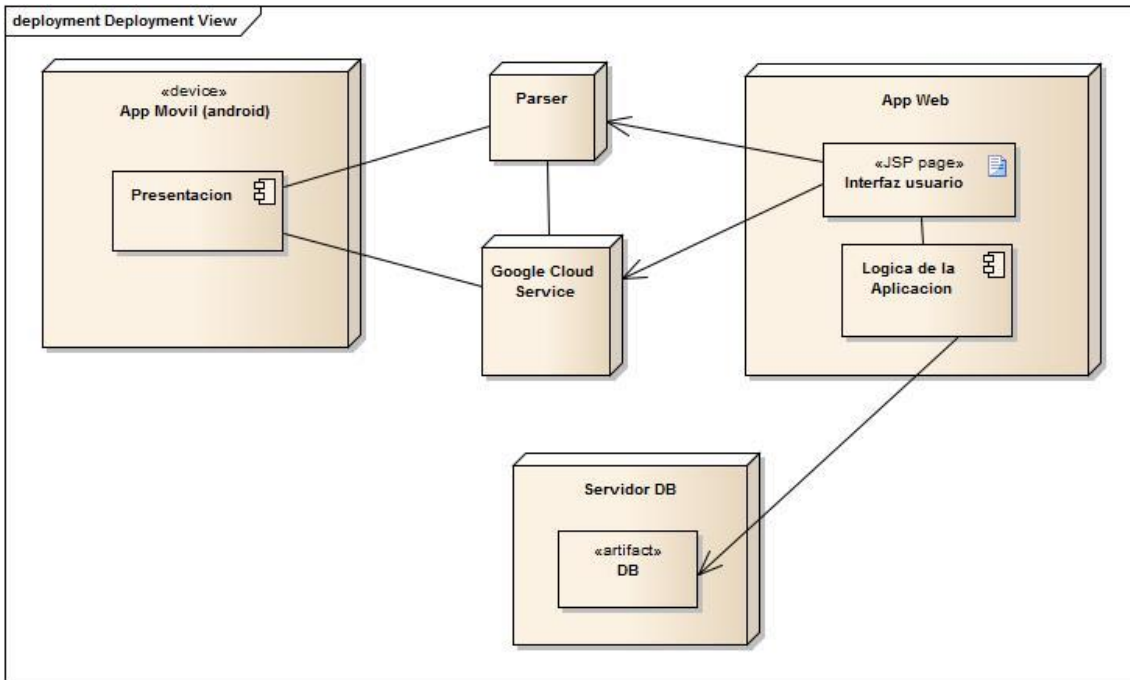 deployment Deployment View
«device»
App Movil (android)
Presentacion
Parser
Google Cloud
Service
App Web
«JSP page»
Interfaz usuario
Logica de la
Aplicacion
Servidor DB
«artifact»
DB